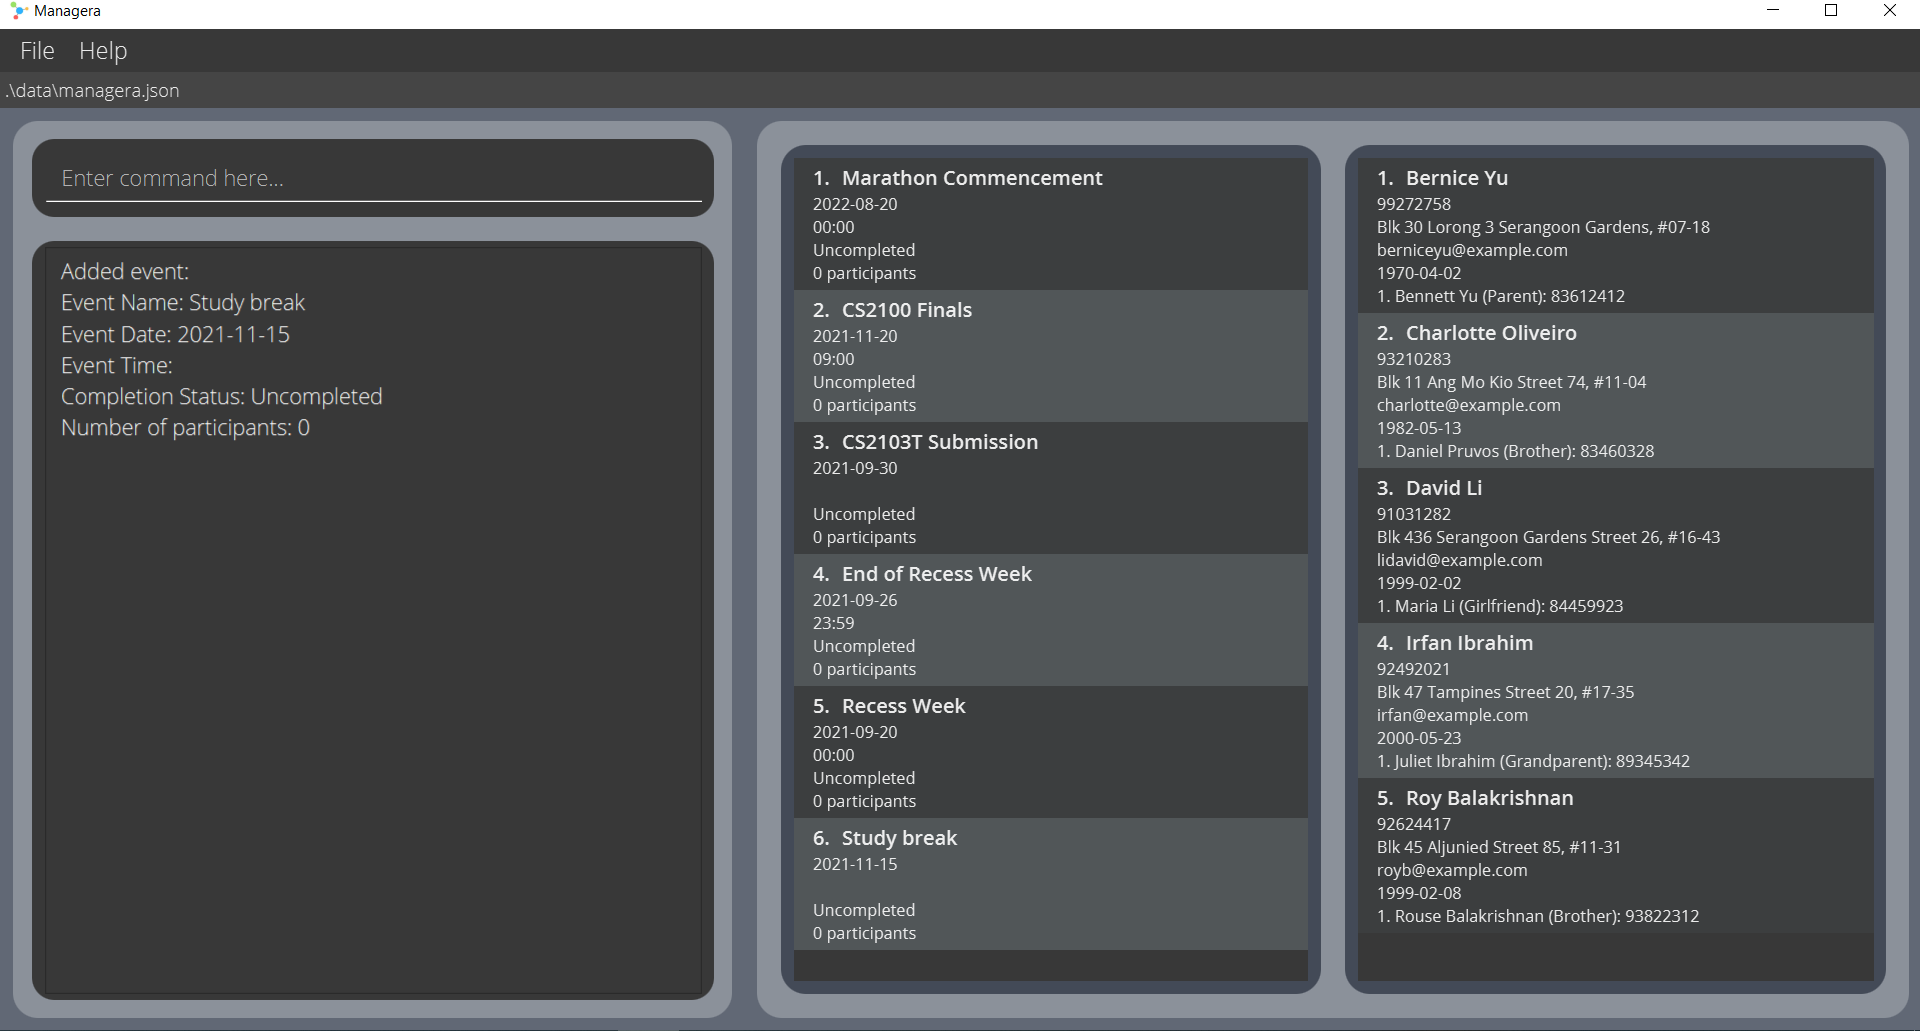 Managera
File Help
.\data\managera.json
Enter command here...
Added event:
Event Name: Study break
Event Date: 2021-11-15
Event Time:
Completion Status: Uncompleted
Number of participants: 0
1. Marathon Commencement
2022-08-20
00:00
Uncompleted
0 participants
2. CS2100 Finals
2021-11-20
09:00
Uncompleted
0 participants
3. CS2103T Submission
2021-09-30
Uncompleted
0 participants
4. End of Recess Week
2021-09-26
23:59
Uncompleted
0 participants
5. Recess Week
2021-09-20
00:00
Uncompleted
0 participants
6. Study break
2021-11-15
Uncompleted
0 participants
1. Bernice Yu
99272758
Blk 30 Lorong 3 Serangoon Gardens, #07-18
berniceyu@example.com
1970-04-02
1. Bennett Yu (Parent): 83612412
2. Charlotte Oliveiro
93210283
Blk 11 Ang Mo Kio Street 74, #11-04
charlotte@example.com
1982-05-13
1. Daniel Pruvos (Brother): 83460328
3. David Li
91031282
Blk 436 Serangoon Gardens Street 26, #16-43
lidavid@example.com
1999-02-02
1. Maria Li (Girlfriend): 84459923
4. Irfan Ibrahim
92492021
Blk 47 Tampines Street 20, #17-35
irfan@example.com
2000-05-23
1. Juliet Ibrahim (Grandparent): 89345342
5. Roy Balakrishnan
92624417
Blk 45 Aljunied Street 85, #11-31
royb@example.com
1999-02-08
1. Rouse Balakrishnan (Brother): 93822312